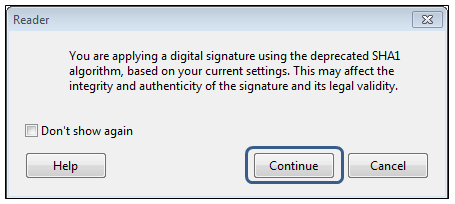 Reader
You are applying a digital signature using the deprecated SHA1
algorithm, based on your current settings. This may affect the
integrity and authenticity of the signature and its legal validity.
Don't show again
Help Continue Cancel